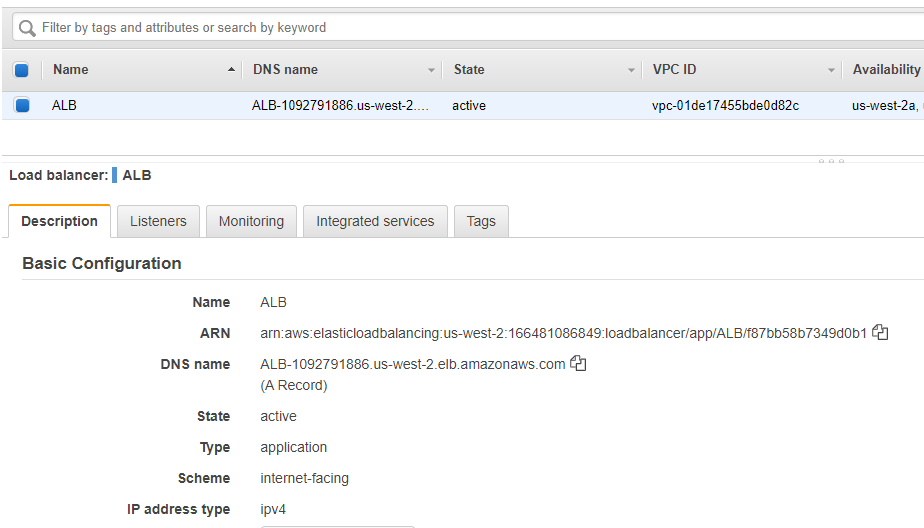 Filter by tags and attributes or search by keyword
Name DNS name State VPC ID Availability
ALB ALB-1092791886.us-west-2.... active vpc-01de17455bde0d82c us-west-2a,
Load balancer: ALB
Description Listeners Monitoring Integrated services Tags
Basic Configuration
Name ALB
ARN arn:aws:elasticloadbalancing:us-west-2:166481086849:loadbalancer/app/ALB/f87bb58b7349d0b1
DNS name ALB-1092791886.us-west-2.elb.amazonaws.com
(A Record)
State active
Type application
Scheme internet-facing
IP address type ipv4